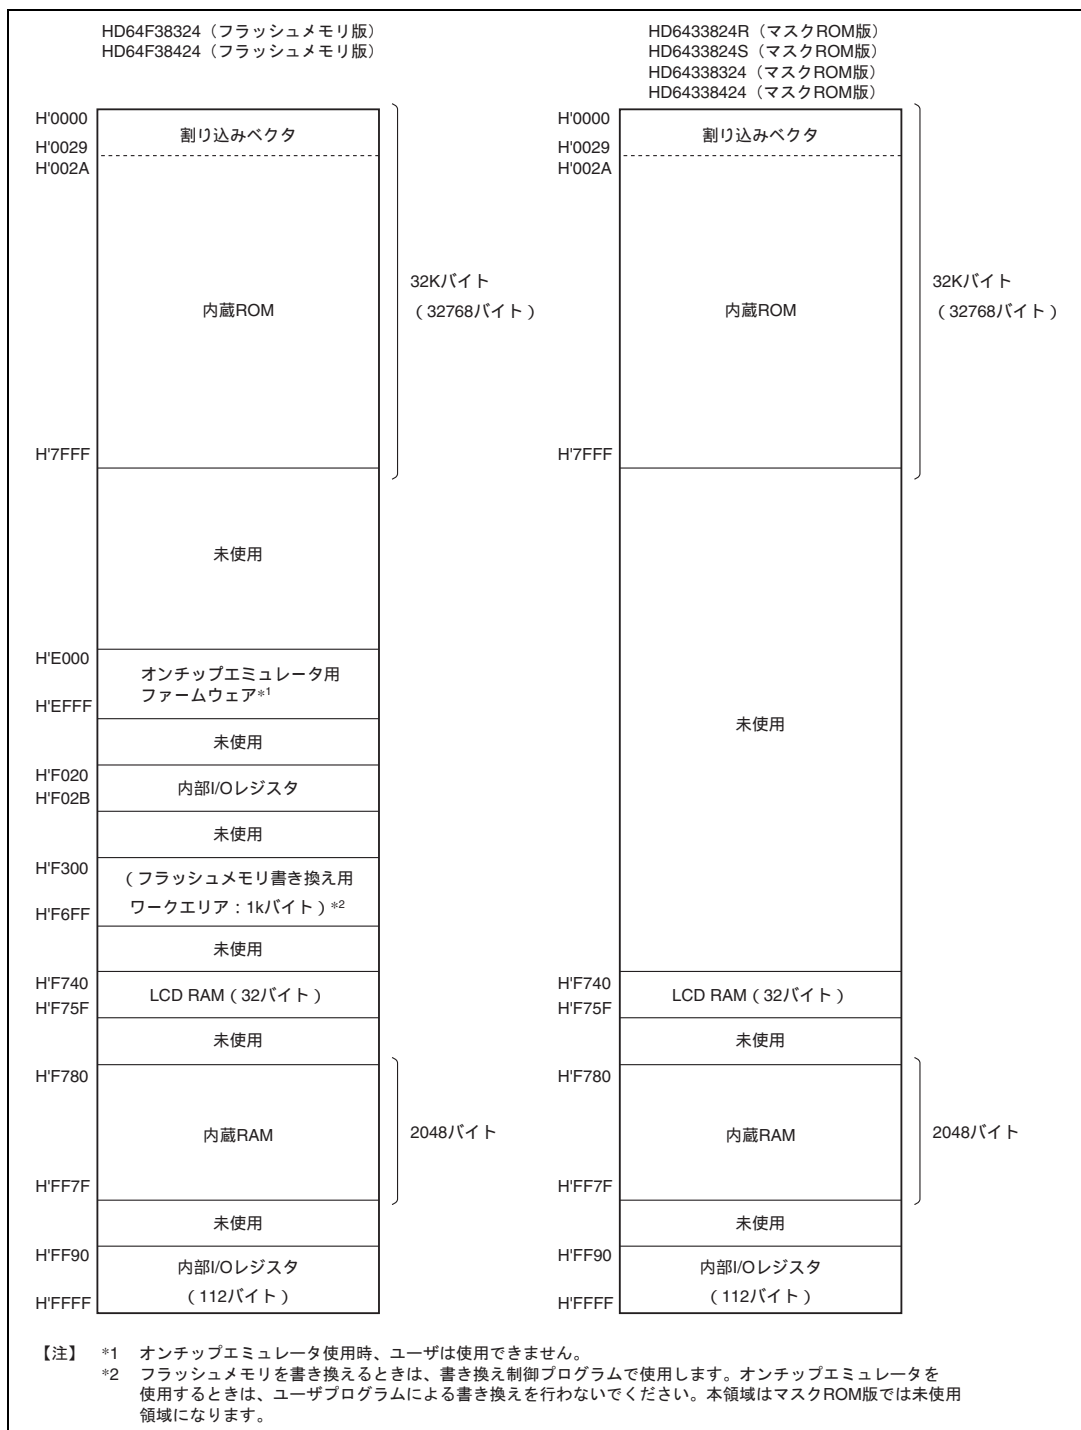 HD64F38324（フラッシュメモリ版）
HD64F38424（フラッシュメモリ版）
H'0000
割り込みベクタ
H'0029
H'002A
内蔵ROM
32Kバイト
（32768バイト）
H'7FFF
未使用
H'E000
オンチップエミュレータ用
ファームウェア*1
H'EFFF
未使用
H'F020
内部I/Oレジスタ
H'F02B
未使用
H'F300
（フラッシュメモリ書き換え用
ワークエリア：1kバイト）*2
H'F6FF
未使用
H'F740
LCD RAM（32バイト）
H'F75F
未使用
H'F780
内蔵RAM
2048バイト
H'FF7F
未使用
H'FF90
内部I/Oレジスタ
（112バイト）
H'FFFF
HD6433824R（マスクROM版）
HD6433824S（マスクROM版）
HD64338324（マスクROM版）
HD64338424（マスクROM版）
H'0000
割り込みベクタ
H'0029
H'002A
内蔵ROM
32Kバイト
（32768バイト）
H'7FFF
未使用
H'F740
LCD RAM（32バイト）
H'F75F
未使用
H'F780
内蔵RAM
2048バイト
H'FF7F
未使用
H'FF90
内部I/Oレジスタ
（112バイト）
H'FFFF
【注】 *1 オンチップエミュレータ使用時、ユーザは使用できません。
*2 フラッシュメモリを書き換えるときは、書き換え制御プログラムで使用します。オンチップエミュレータを
使用するときは、ユーザプログラムによる書き換えを行わないでください。本領域はマスクROM版では未使用
領域になります。